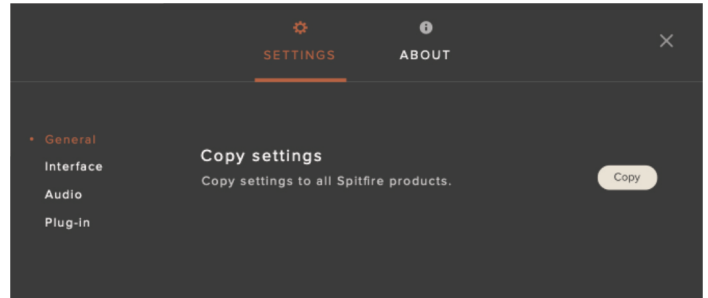 SETTINGS
ABOUT
General
Interface
Audio
Plug-in
Copy settings
Copy settings to all Spitfire products.
Copy